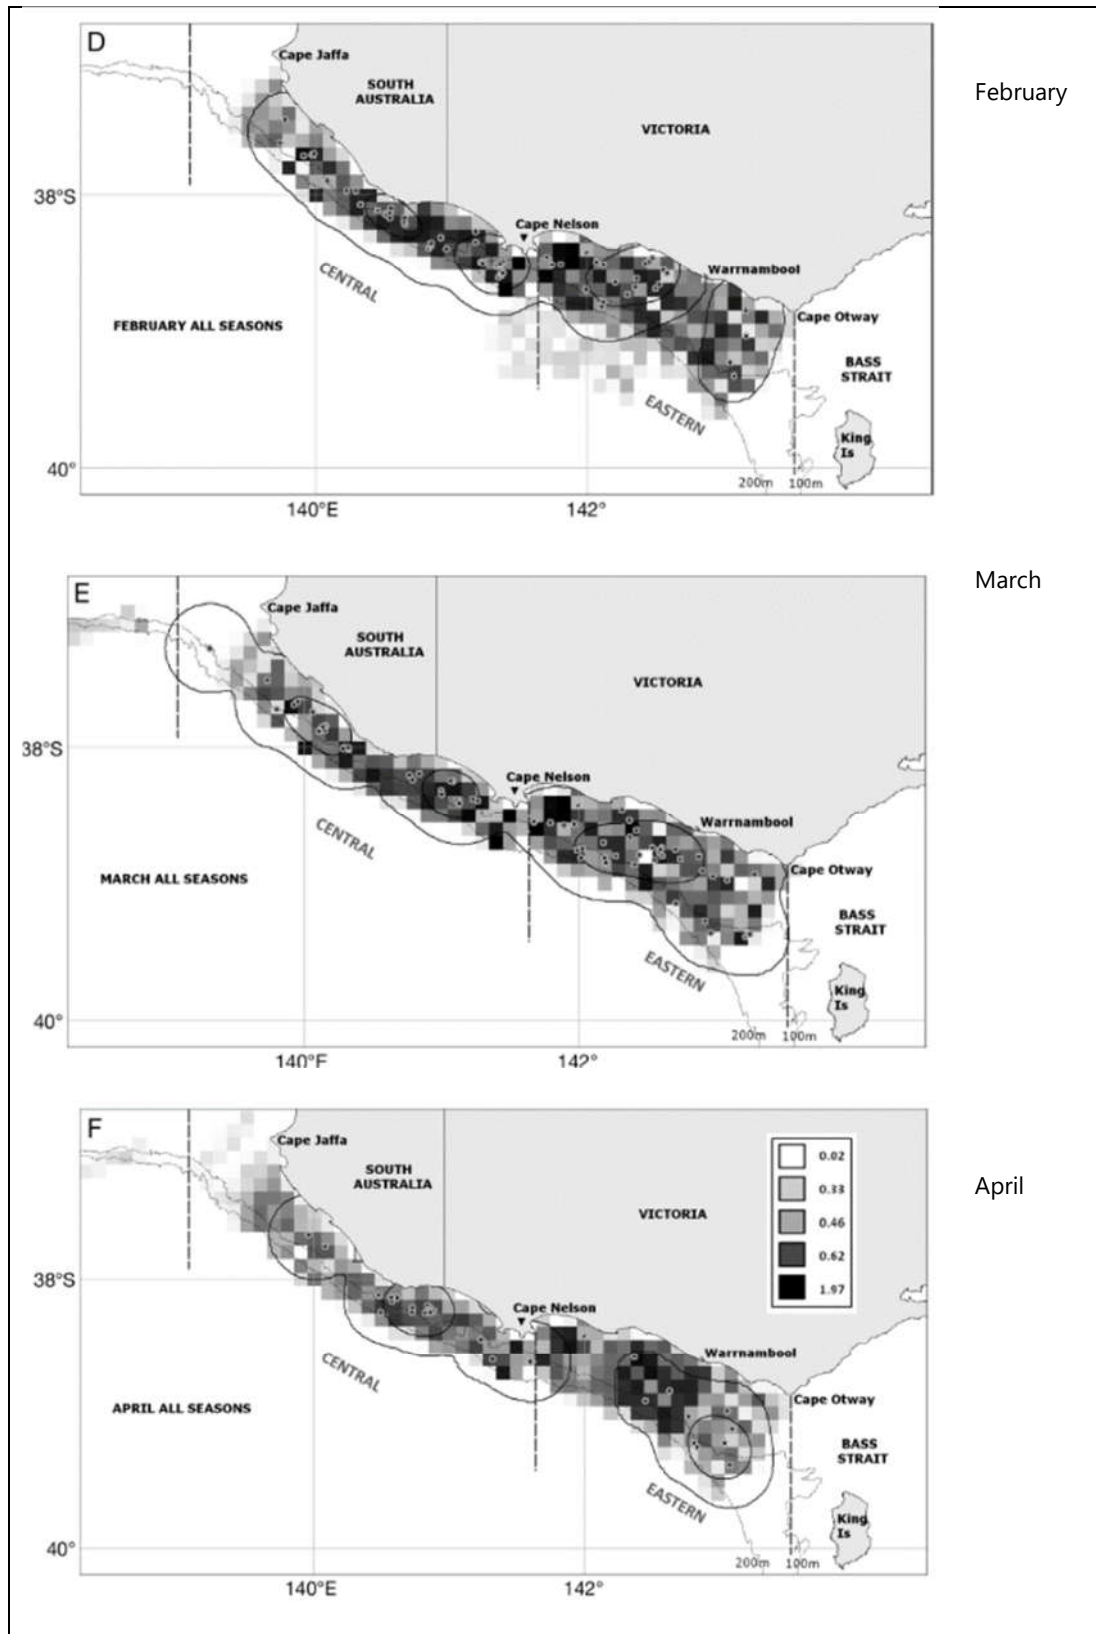 D
Cape Jaffa
SOUTH
AUSTRALIA
VICTORIA
February
38°S
Cape Nelson
Warrnambool
CENTRAL
Cape Otway
FEBRUARY ALL SEASONS
BASS
STRAIT
EASTERN
King
Is
40°
200m 100m
140°E 142°
E
Cape Jaffa
SOUTH
AUSTRALIA
VICTORIA
March
38°S
Cape Nelson
Warrnambool
CENTRAL
Cape Otway
MARCH ALL SEASONS
BASS
STRAIT
EASTERN
King
Is
40°
200m 100m
140°E 142°
F
Cape Jaffa
SOUTH
AUSTRALIA
VICTORIA
0.02
0.33
0.46
0.62
1.97
April
38°S
Cape Nelson
Warrnambool
CENTRAL
Cape Otway
APRIL ALL SEASONS
BASS
STRAIT
EASTERN
King
Is
40°
200m 100m
140°E 142°